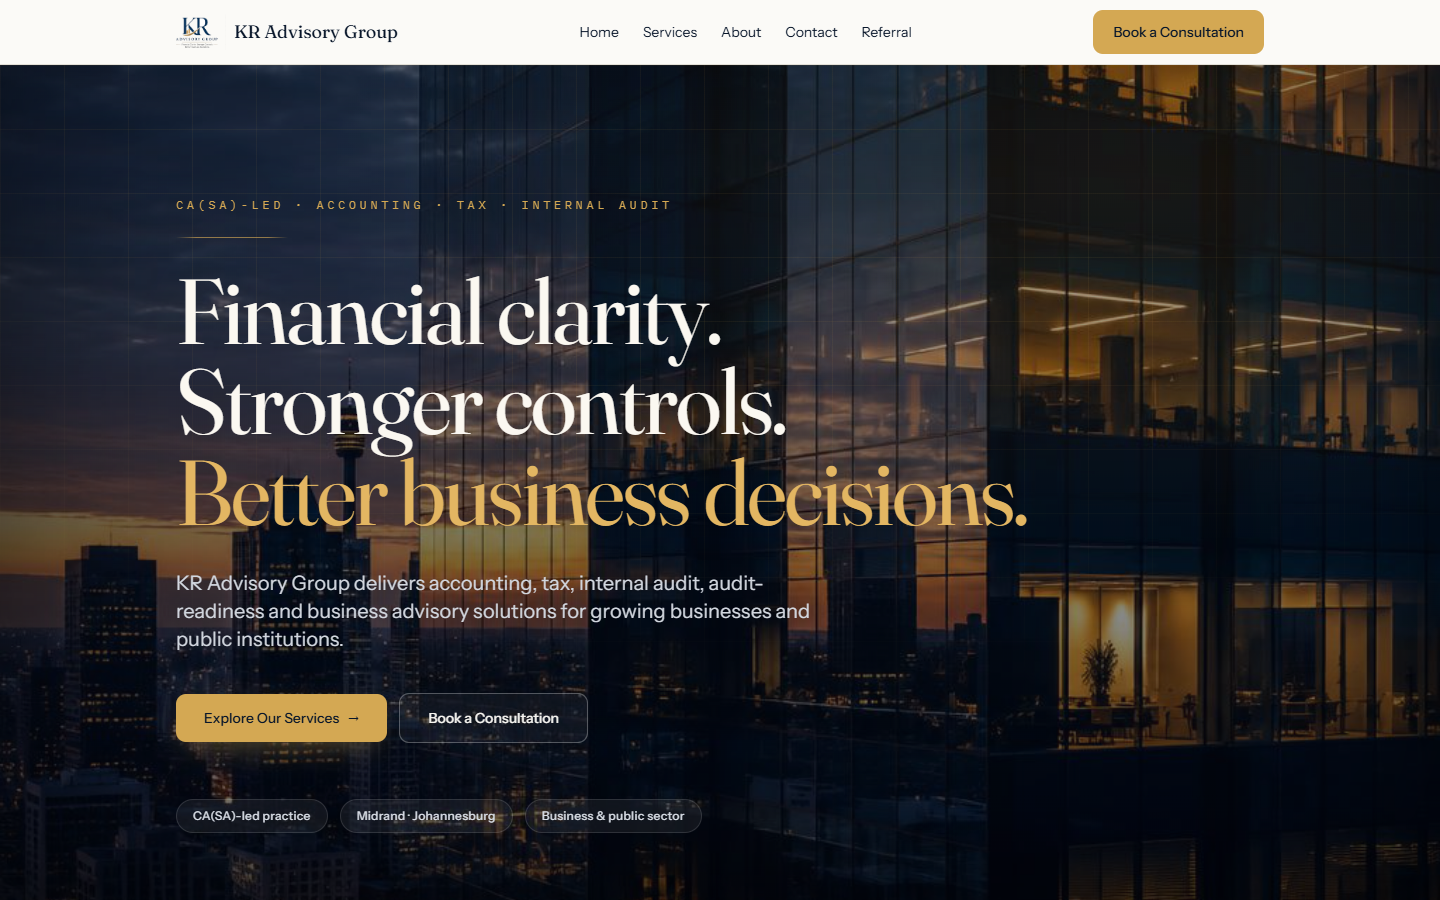 KR
ADVISORY GROUP
KR Advisory Group
Home
Services
About
Contact
Referral
Book a Consultation
CA(SA)-LED · ACCOUNTING · TAX · INTERNAL AUDIT
Financial clarity.
Stronger controls.
Better business decisions.
KR Advisory Group delivers accounting, tax, internal audit, audit-
readiness and business advisory solutions for growing businesses and
public institutions.
Explore Our Services →
Book a Consultation
CA(SA)-led practice
Midrand · Johannesburg
Business & public sector